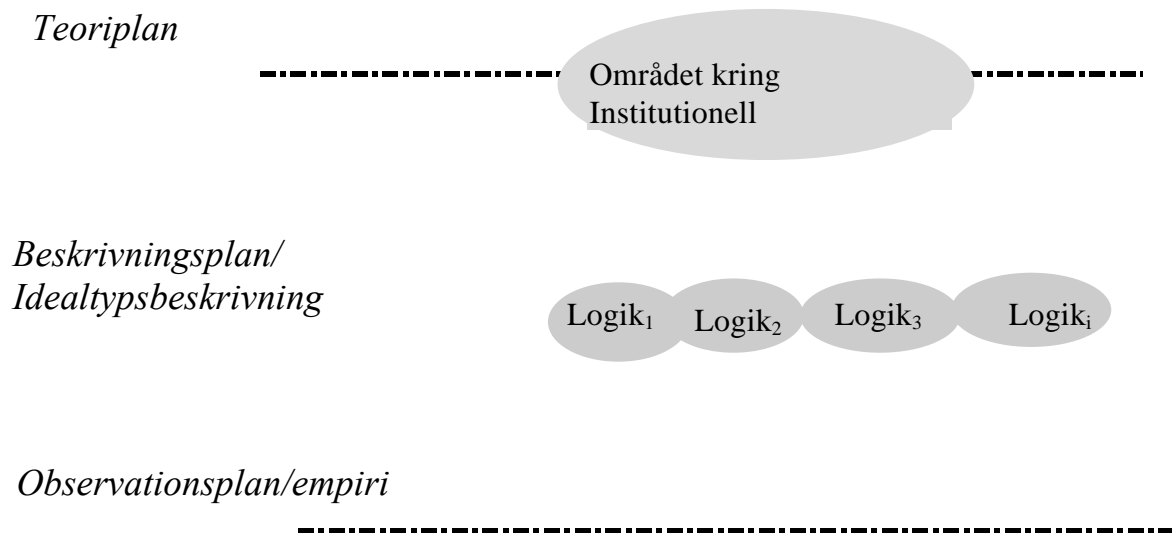 Teoriplan
Området kring
Institutionell
Beskrivningsplan/
Idealtypsbeskrivning
Logik₁ Logik₂ Logik₃ Logikᵢ
Observationsplan/empiri